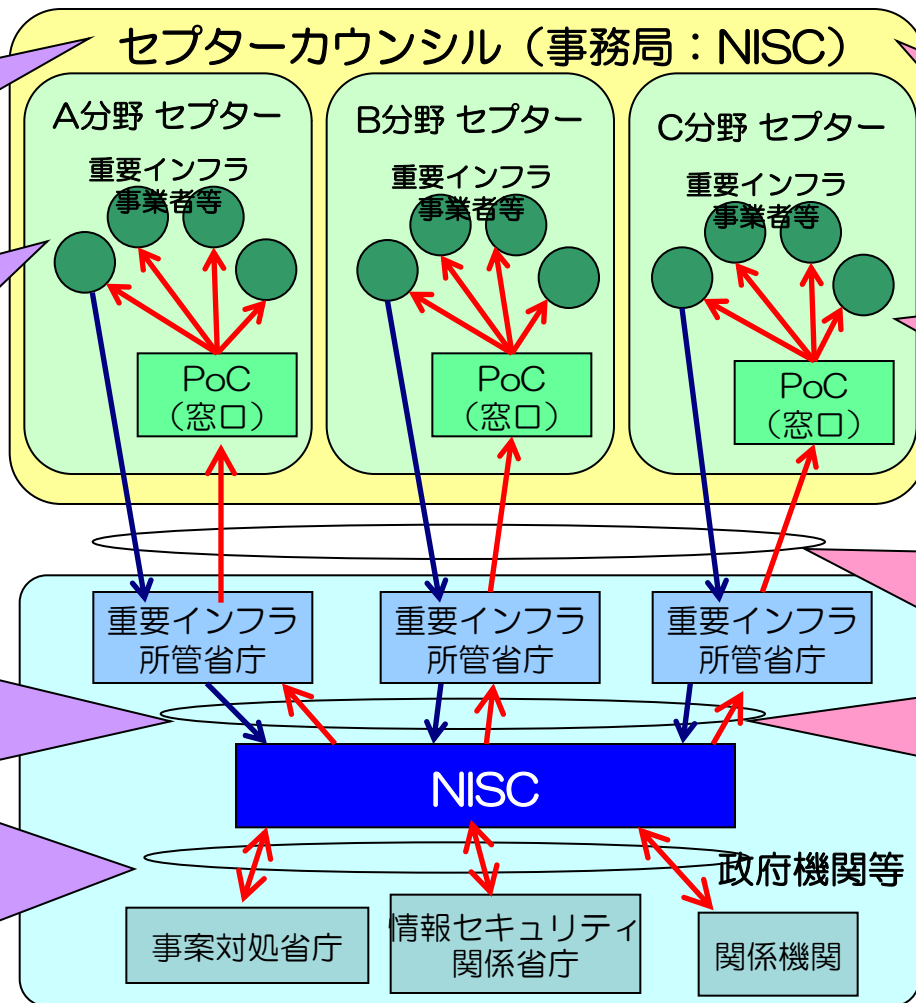 セプターカウンシル（事務局：NISC）
A分野 セプター
重要インフラ
事業者等
PoC
（窓口）
B分野 セプター
重要インフラ
事業者等
PoC
（窓口）
C分野 セプター
重要インフラ
事業者等
PoC
（窓口）
重要インフラ
所管省庁
重要インフラ
所管省庁
重要インフラ
所管省庁
NISC
政府機関等
事案対処省庁
情報セキュリティ
関係省庁
関係機関